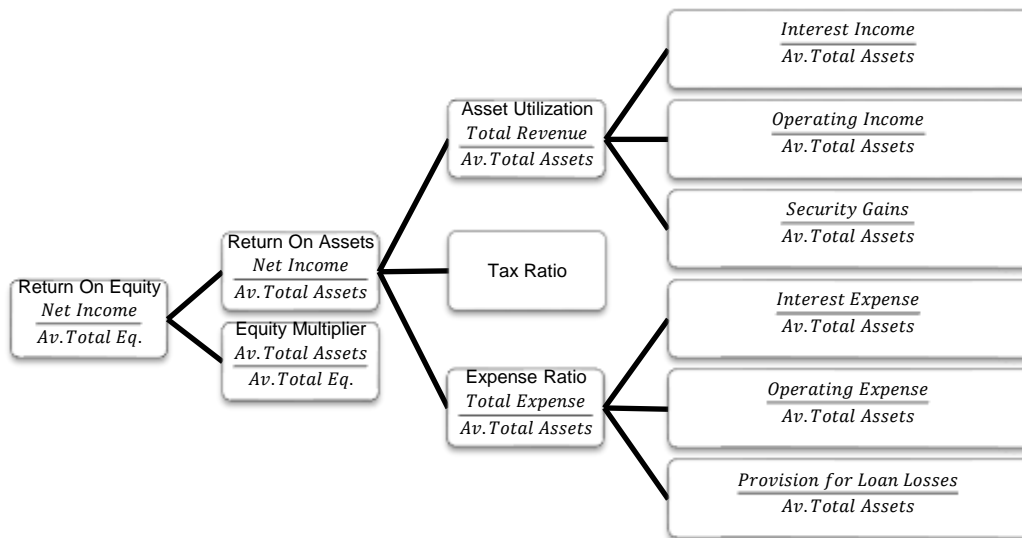 Return On Equity
Net Income
Av.Total Eq.
Return On Assets
Net Income
Av.Total Assets
Equity Multiplier
Av.Total Assets
Av.Total Eq.
Asset Utilization
Total Revenue
Av.Total Assets
Tax Ratio
Expense Ratio
Total Expense
Av.Total Assets
Interest Income
Av.Total Assets
Operating Income
Av.Total Assets
Security Gains
Av.Total Assets
Interest Expense
Av.Total Assets
Operating Expense
Av.Total Assets
Provision for Loan Losses
Av.Total Assets